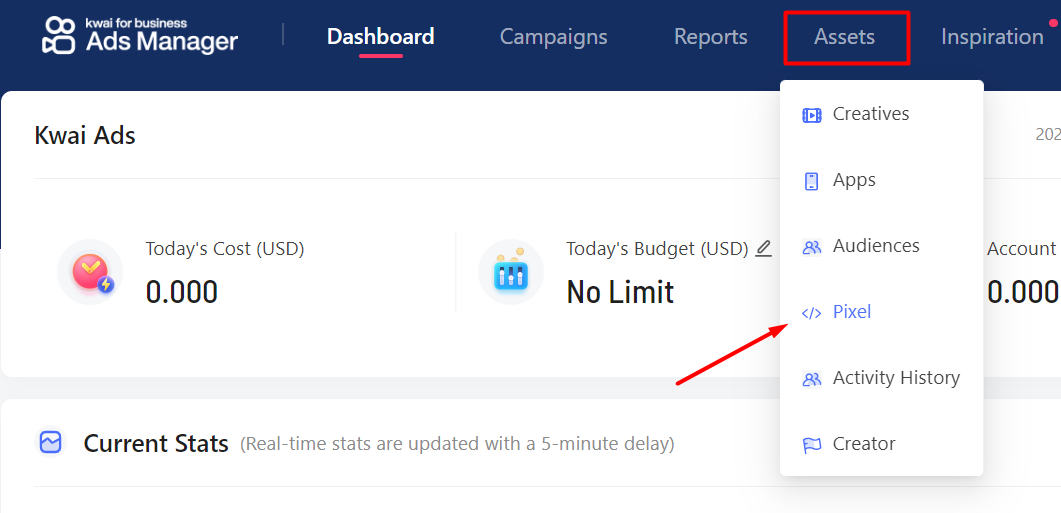 kwai for business
Ads Manager
Dashboard
Campaigns
Reports
Assets
Inspiration
Creatives
Kwai Ads
202
Apps
Audiences
Today's Cost (USD)
0.000
Today's Budget (USD)
No Limit
Account
0.000
Pixel
Activity History
Creator
Current Stats (Real-time stats are updated with a 5-minute delay)